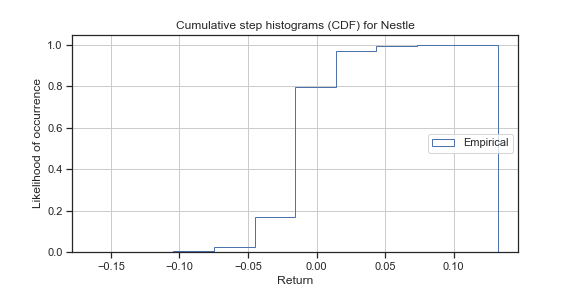 Cumulative step histograms (CDF) for Nestle
Likelihood of occurrence
1.0
0.8
0.6
0.4
0.2
0.0
Empirical
−0.15 −0.10 −0.05 0.00 0.05 0.10
Return